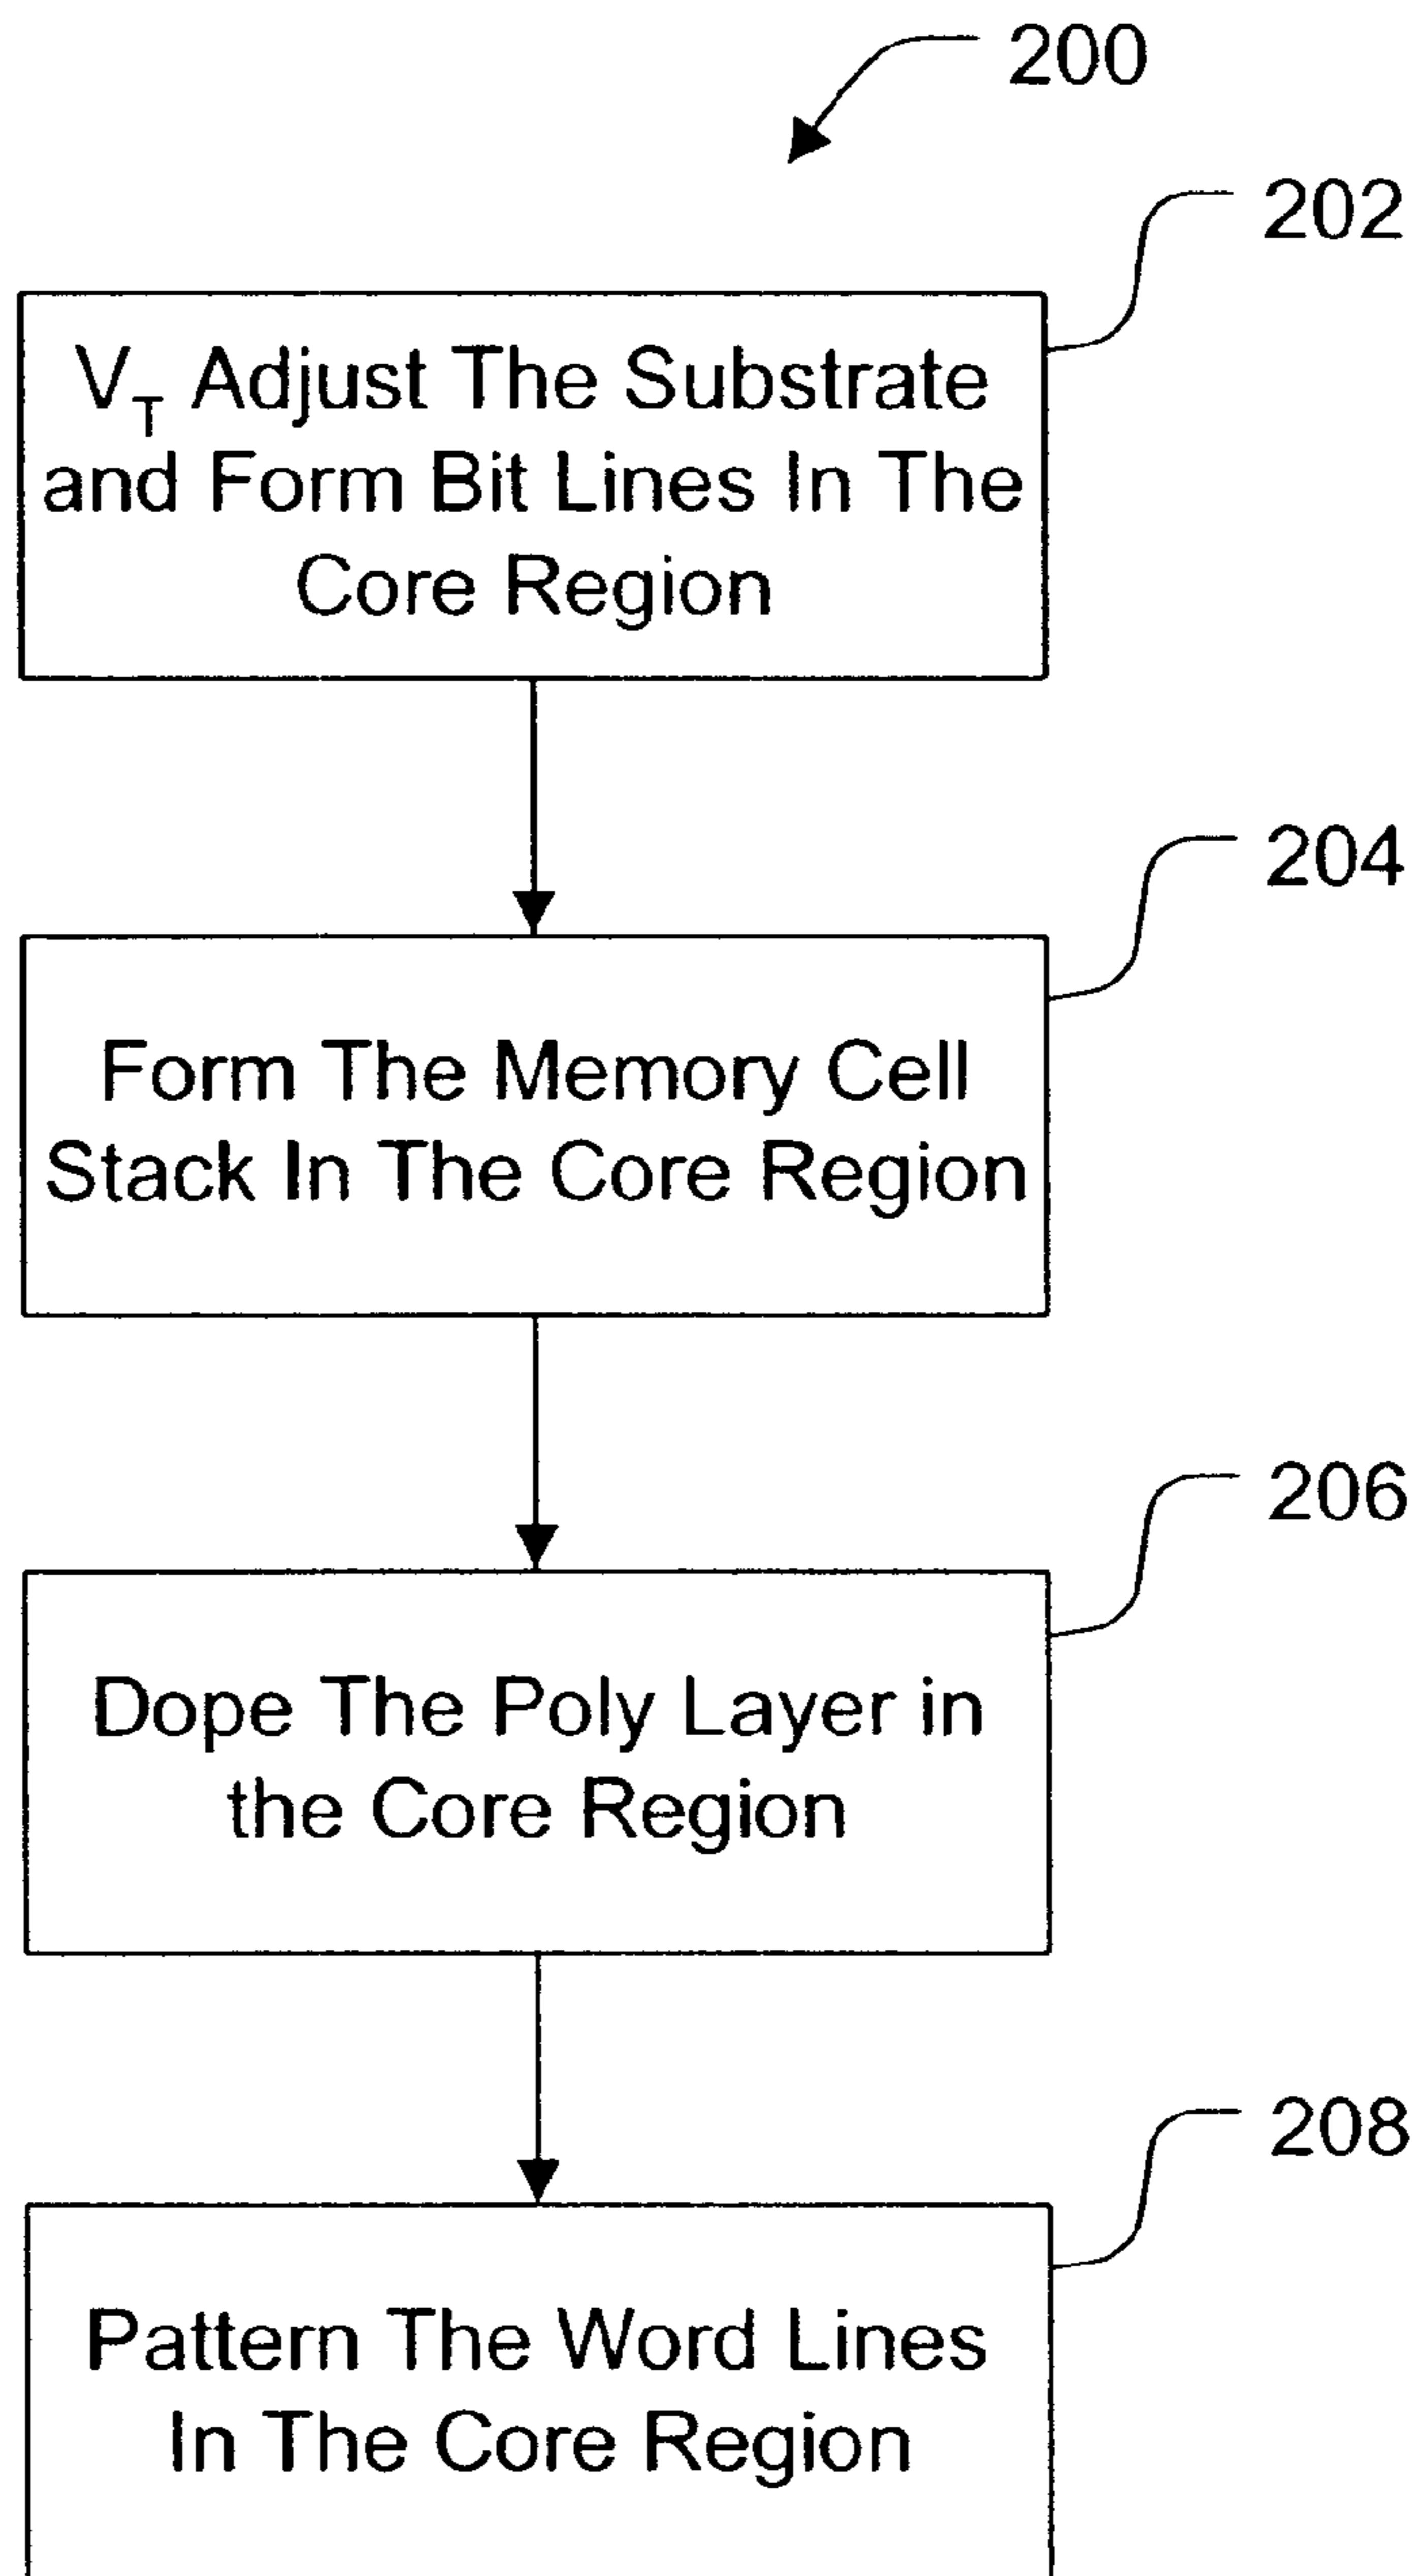 200
202
V_T Adjust The Substrate
and Form Bit Lines In The
Core Region
204
Form The Memory Cell
Stack In The Core Region
206
Dope The Poly Layer in
the Core Region
208
Pattern The Word Lines
In The Core Region